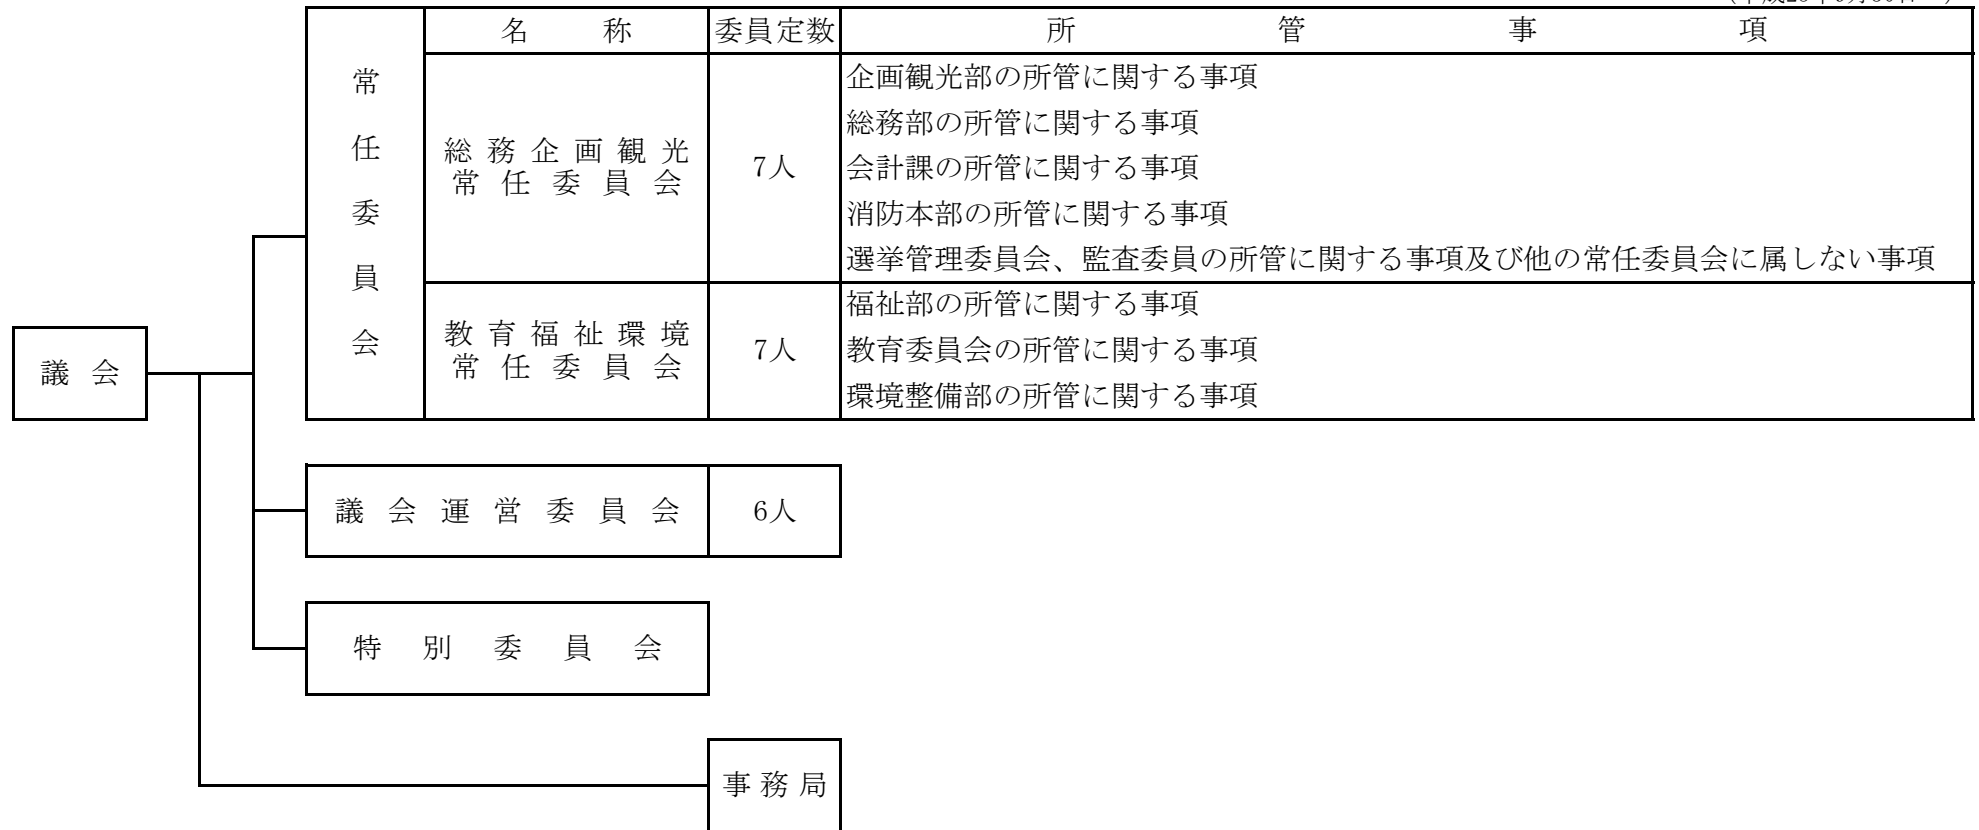 名称 委員定数 所管事項
常任委員会
総務企画観光
常任委員会
7人
企画観光部の所管に関する事項
総務部の所管に関する事項
会計課の所管に関する事項
消防本部の所管に関する事項
選挙管理委員会、監査委員の所管に関する事項及び他の常任委員会に属しない事項
教育福祉環境
常任委員会
7人
福祉部の所管に関する事項
教育委員会の所管に関する事項
環境整備部の所管に関する事項
議会
議会運営委員会 6人
特別委員会
事務局